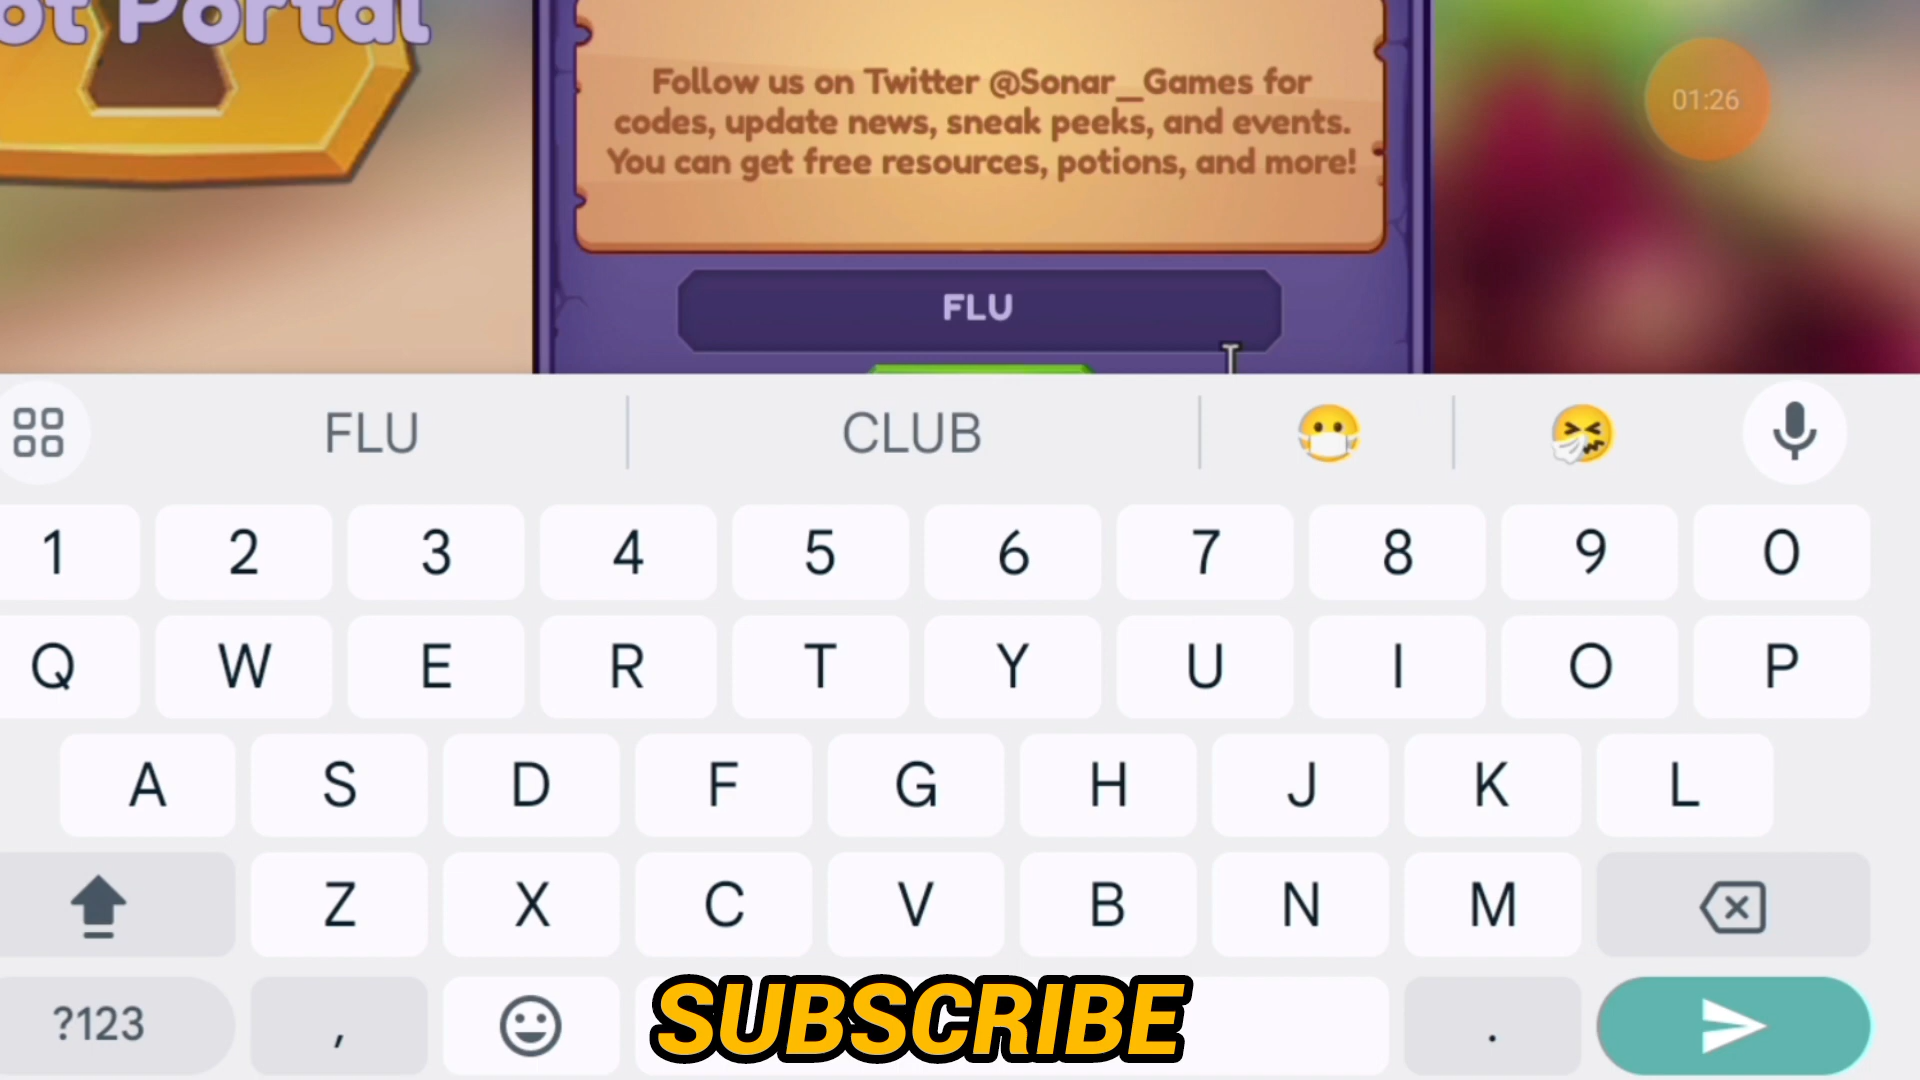 ot Portal
Follow us on Twitter @Sonar_Games for
codes, update news, sneak peeks, and events.
You can get free resources, potions, and more!
01:26
FLU
FLU CLUB
1 2 3 4 5 6 7 8 9 0
Q W E R T Y U I O P
A S D F G H J K L
Z X C V B N M
?123 , .
SUBSCRIBE